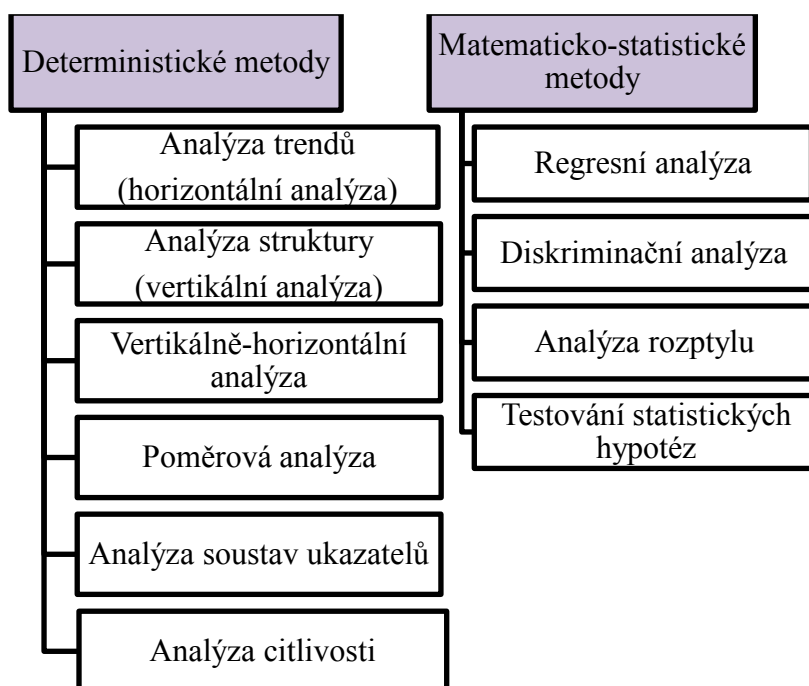 Deterministické metody
Analýza trendů
(horizontální analýza)
Analýza struktury
(vertikální analýza)
Vertikálně-horizontální
analýza
Poměrová analýza
Analýza soustav ukazatelů
Analýza citlivosti
Matematicko-statistické
metody
Regresní analýza
Diskriminační analýza
Analýza rozptylu
Testování statistických
hypotéz